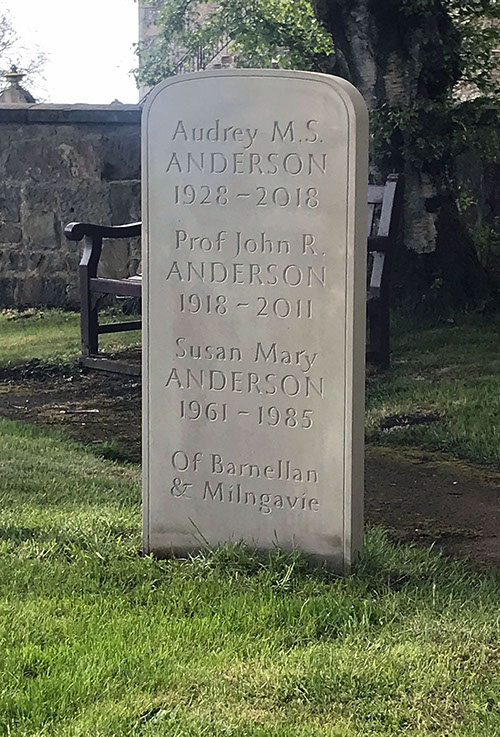 Audrey M.S.
ANDERSON
1928 - 2018
Prof John R.
ANDERSON
1918 - 2011
Susan Mary
ANDERSON
1961 - 1985
Of Barnellan
& Milngavie